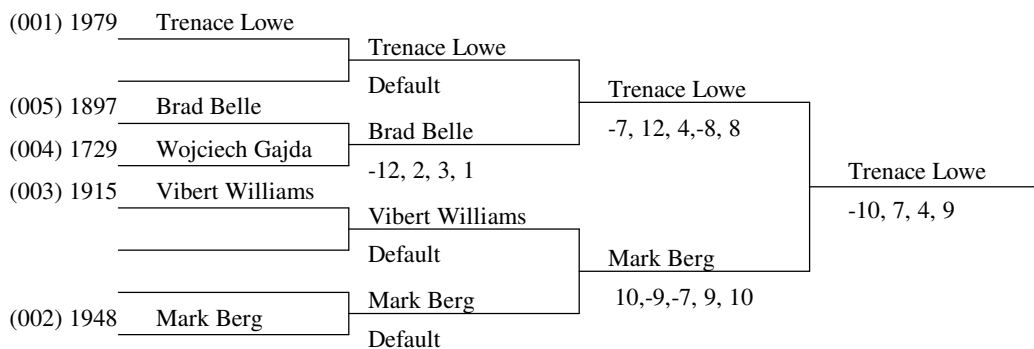 (001) 1979 Trenace Lowe
Trenace Lowe
Default
Trenace Lowe
(005) 1897 Brad Belle
-7, 12, 4,-8, 8
Brad Belle
(004) 1729 Wojciech Gajda
-12, 2, 3, 1
Trenace Lowe
(003) 1915 Vibert Williams
-10, 7, 4, 9
Vibert Williams
Default
Mark Berg
10,-9,-7, 9, 10
Mark Berg
(002) 1948 Mark Berg
Default